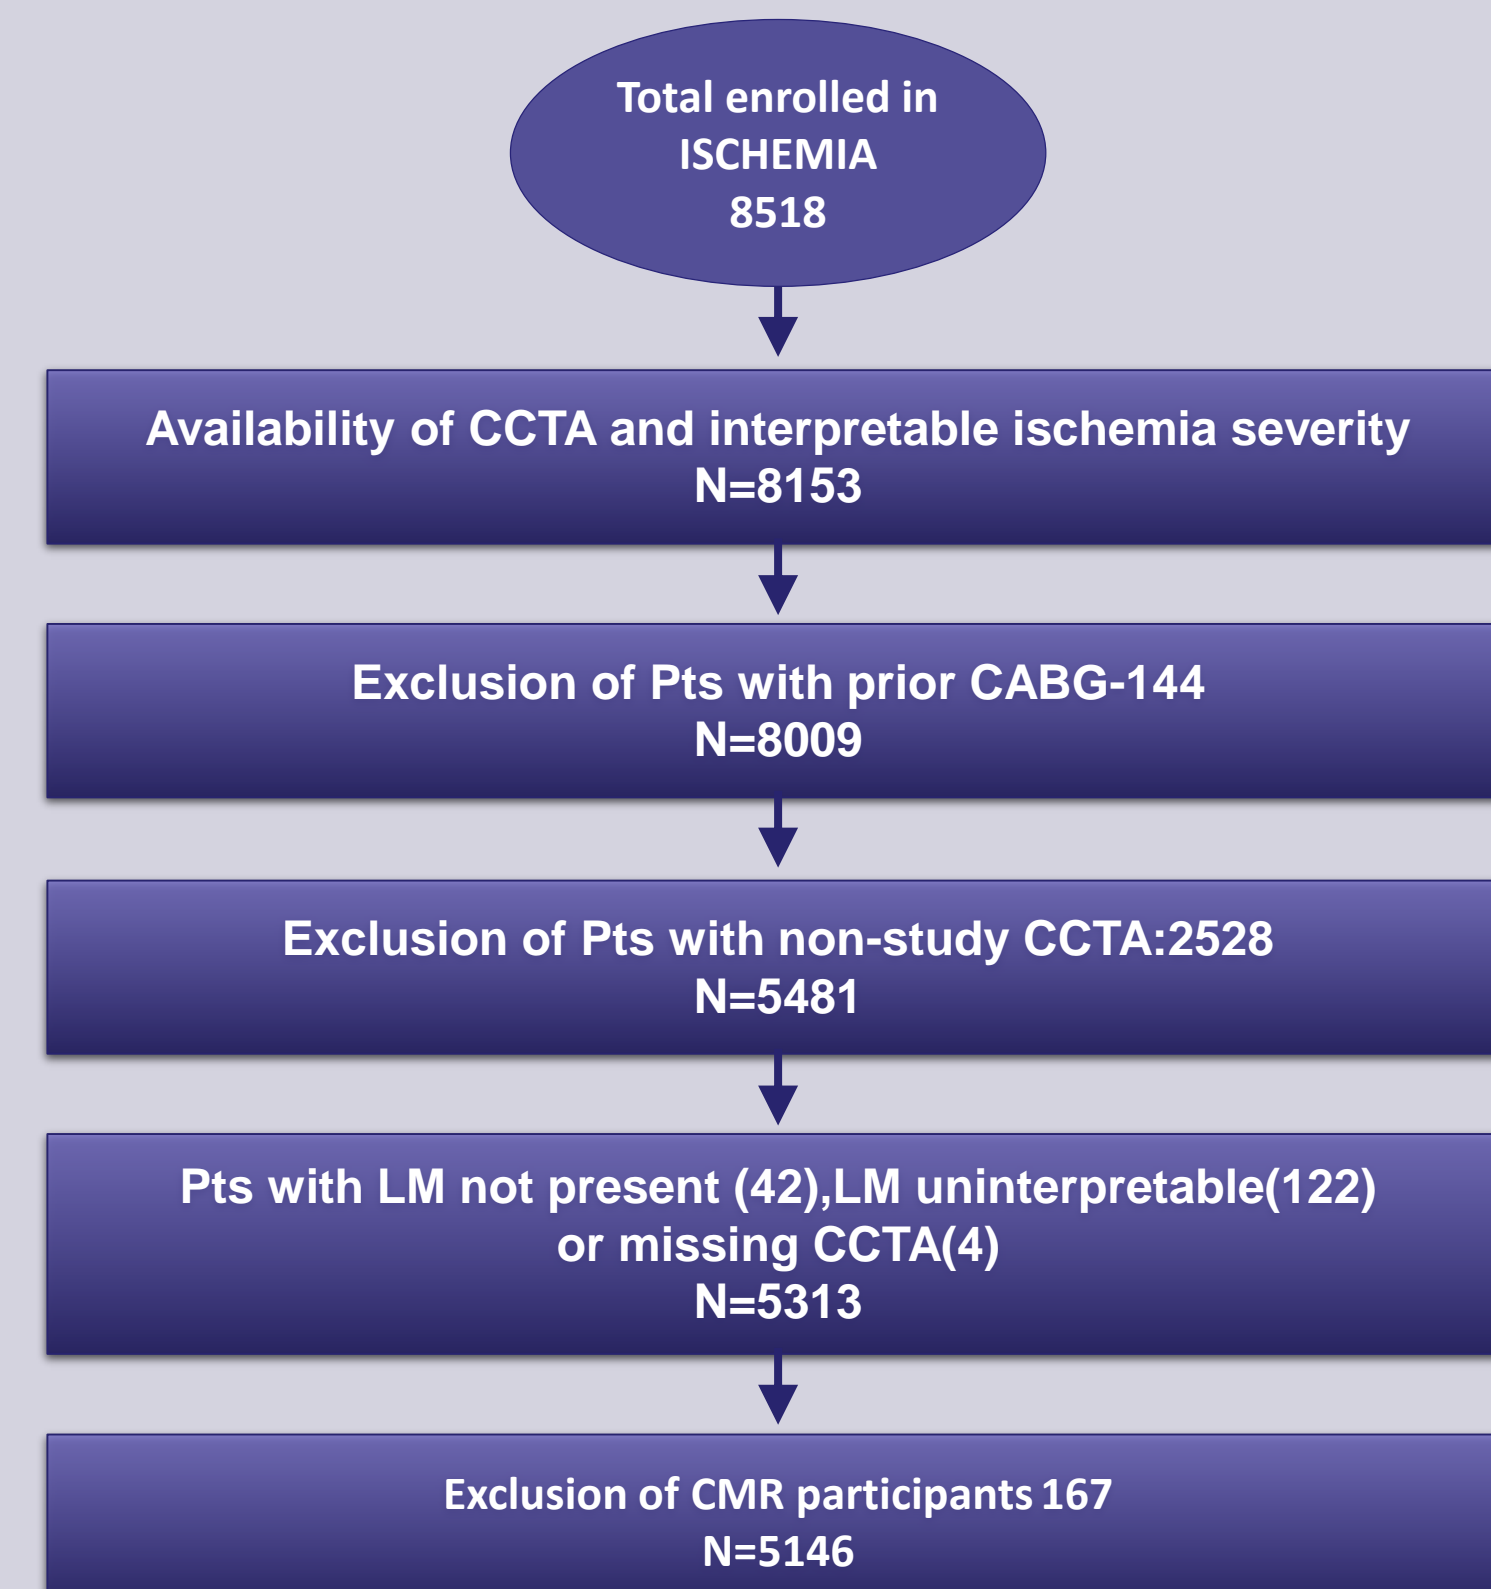 Total enrolled in
ISCHEMIA
8518
Availability of CCTA and interpretable ischemia severity
N=8153
Exclusion of Pts with prior CABG-144
N=8009
Exclusion of Pts with non-study CCTA:2528
N=5481
Pts with LM not present (42),LM uninterpretable(122)
or missing CCTA(4)
N=5313
Exclusion of CMR participants 167
N=5146